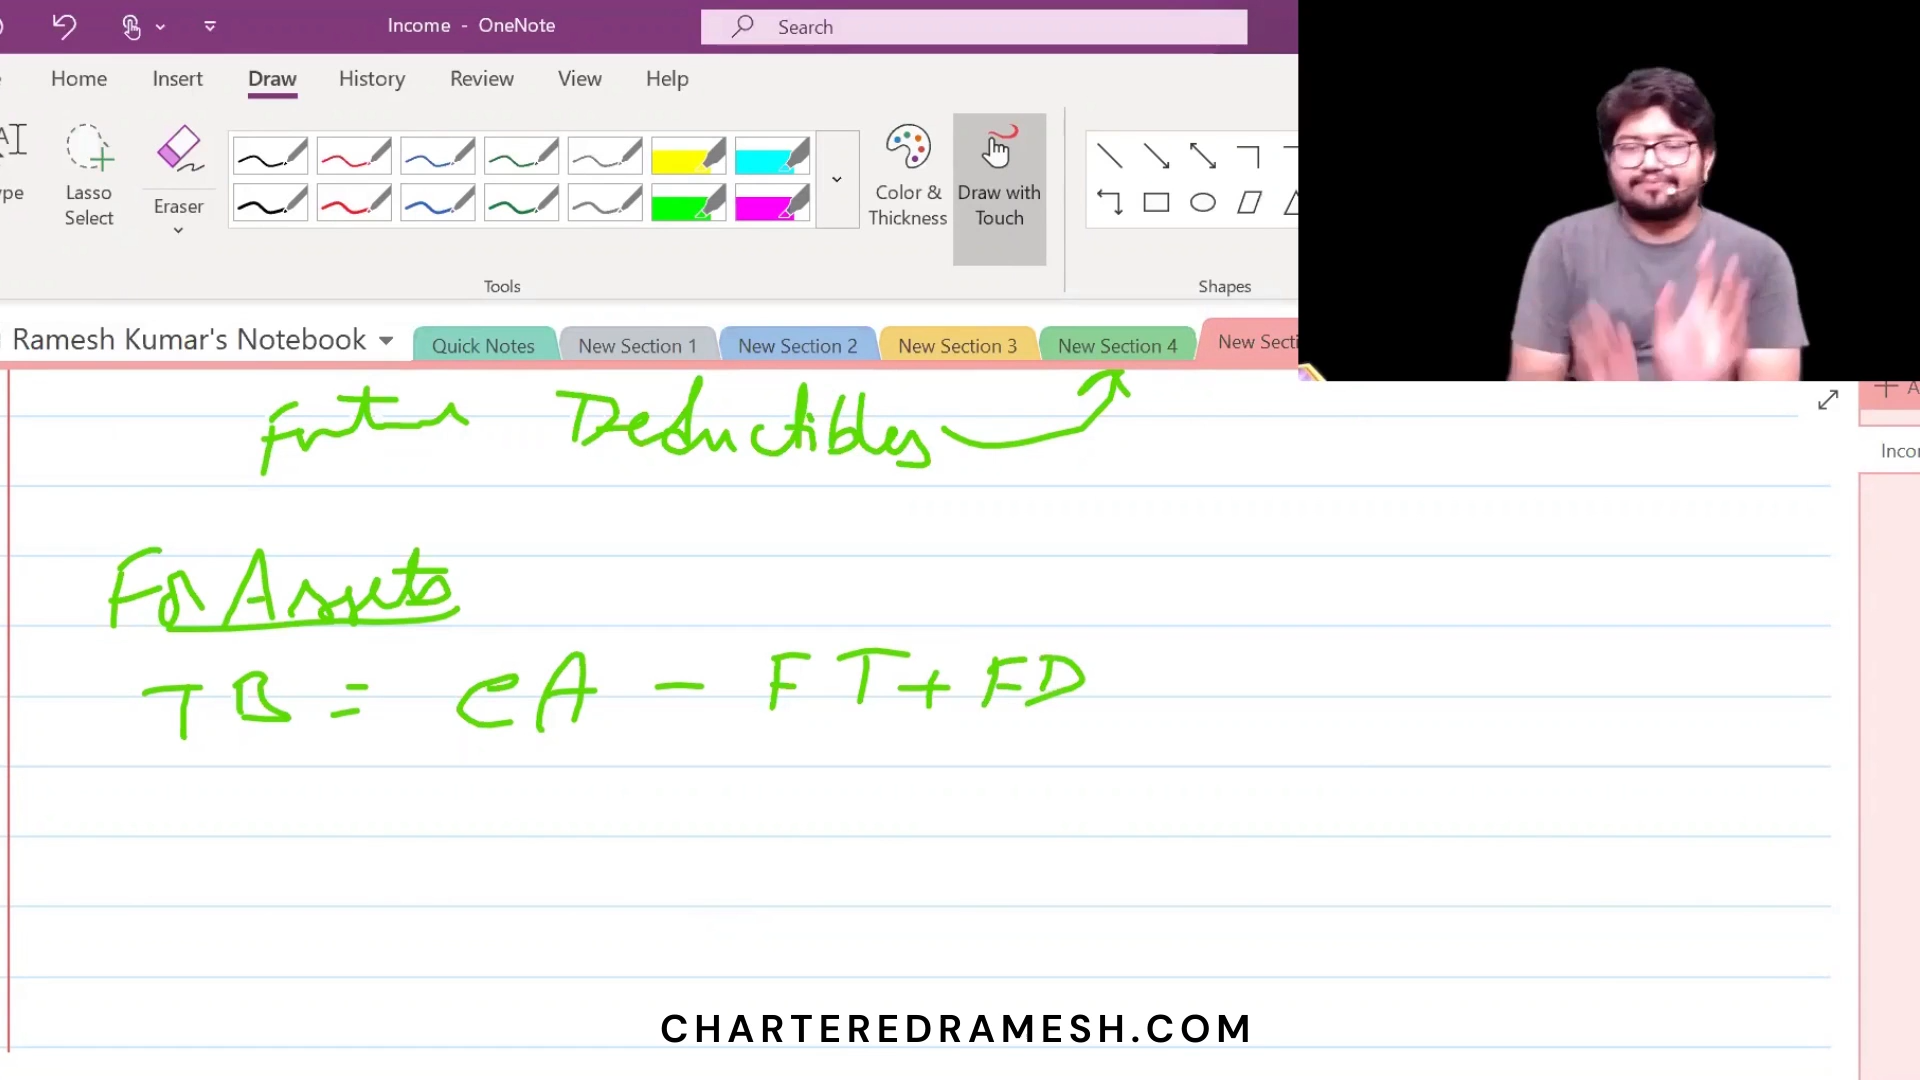 Income - OneNote
Search
Home Insert Draw History Review View Help
Lasso Select
Eraser
Color & Thickness
Draw with Touch
Tools
Shapes
Ramesh Kumar's Notebook
Quick Notes
New Section 1
New Section 2
New Section 3
New Section 4
New Secti
Future Deductibles
For Assets
TB = CA - FT + FD
CHARTEREDRAMESH.COM